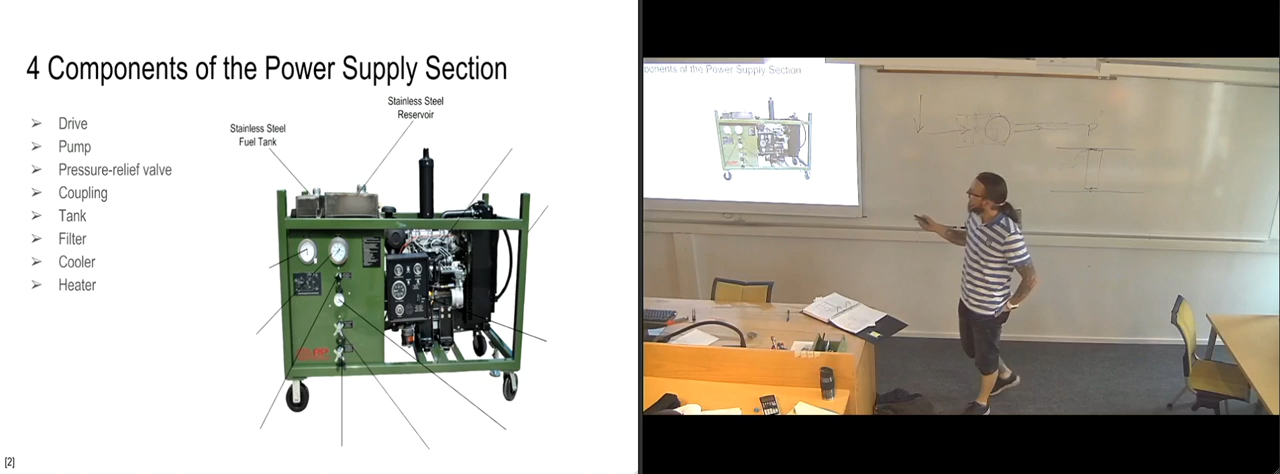 4 Components of the Power Supply Section
➢ Drive
➢ Pump
➢ Pressure-relief valve
➢ Coupling
➢ Tank
➢ Filter
➢ Cooler
➢ Heater
Stainless Steel
Reservoir
Stainless Steel
Fuel Tank
[2]
ponents of the Power Supply Section
P